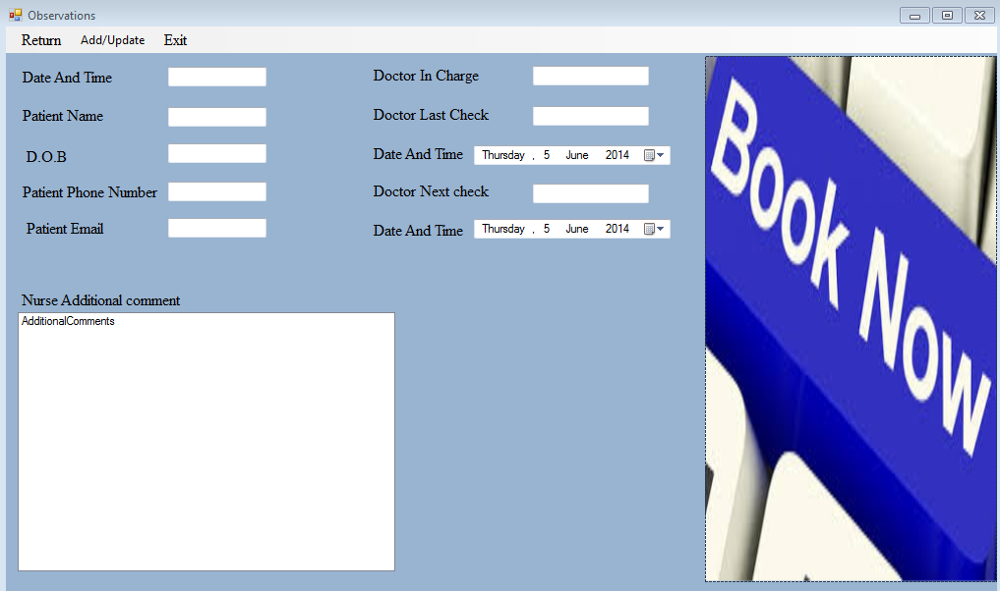 Observations
Return Add/Update Exit
Date And Time
Patient Name
D.O.B
Patient Phone Number
Patient Email
Doctor In Charge
Doctor Last Check
Date And Time Thursday , 5 June 2014
Doctor Next check
Date And Time Thursday , 5 June 2014
Nurse Additional comment
AdditionalComments
Book Now